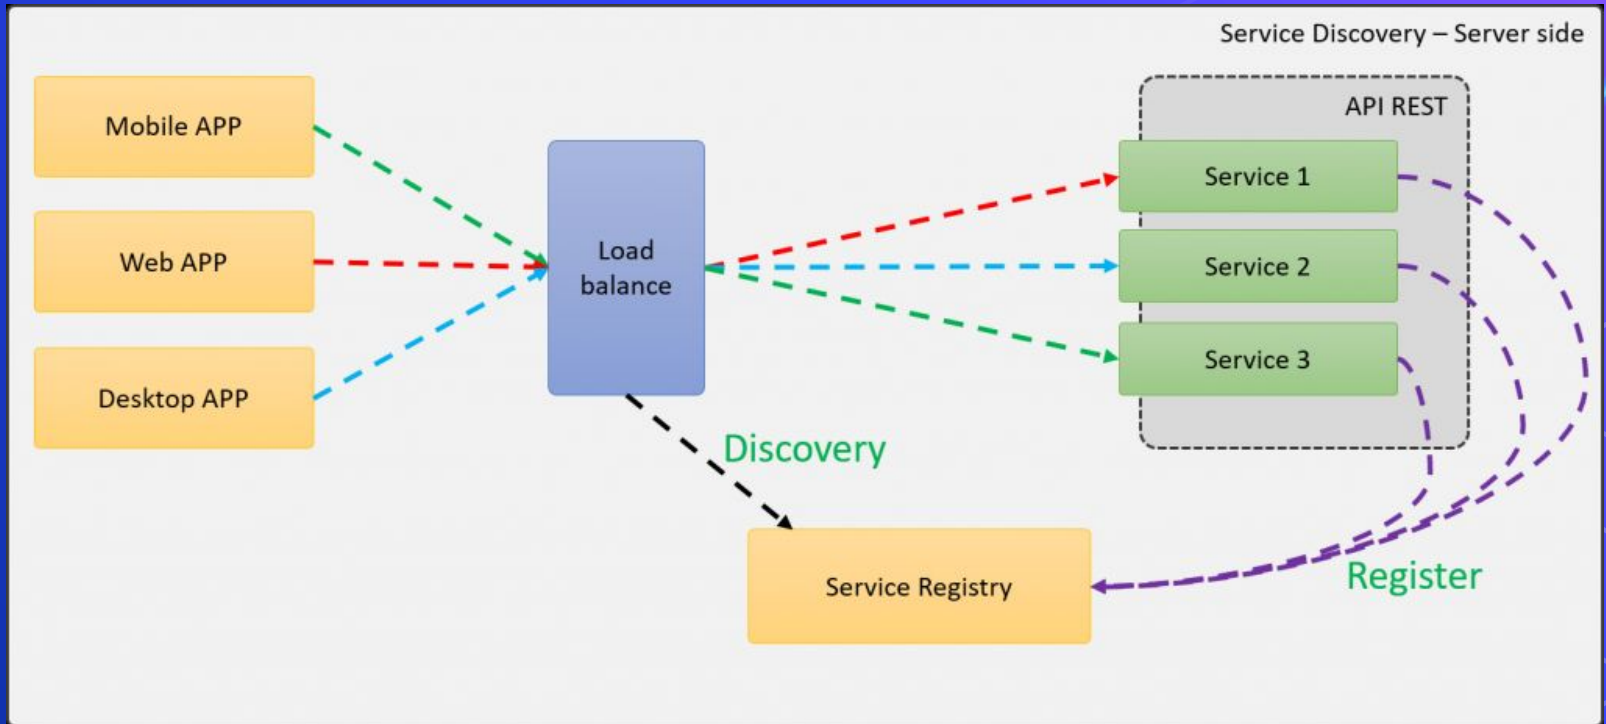 Service Discovery – Server side
Mobile APP
Web APP
Desktop APP
Load
balance
API REST
Service 1
Service 2
Service 3
Discovery
Service Registry
Register